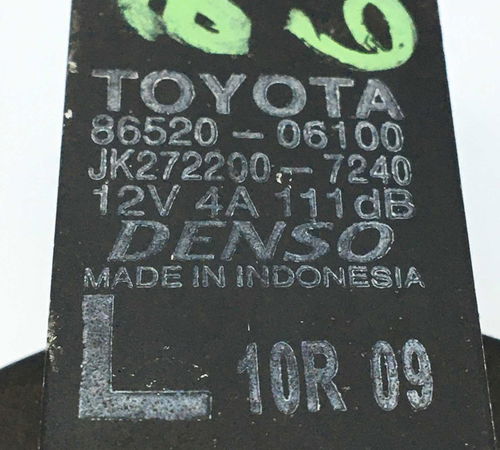 TOYOTA
86520-06100
JK272200-7240
12V 4A 111dB
DENSO
MADE IN INDONESIA
L 10R 09